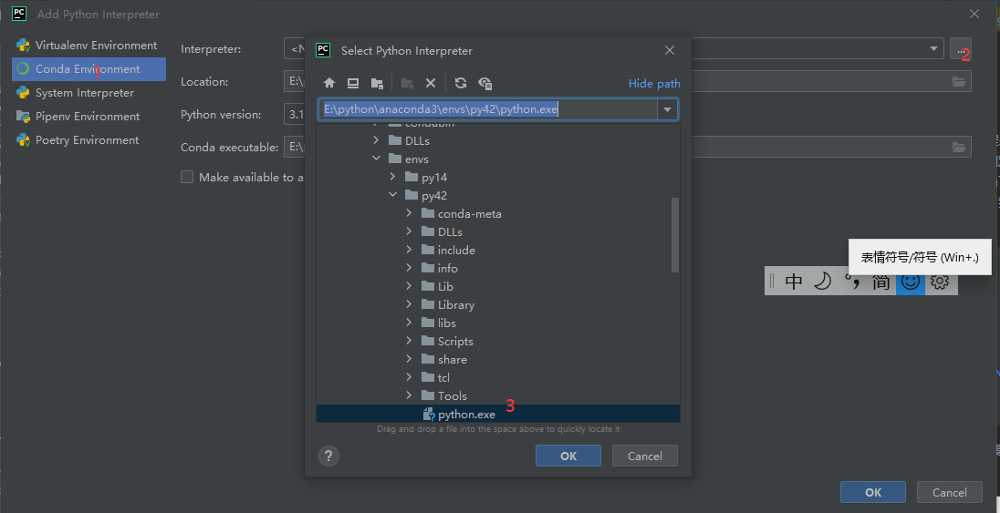 PC Add Python Interpreter
Virtualenv Environment
Conda Environment
1
System Interpreter
Pipenv Environment
Poetry Environment
Interpreter:
<N
...
2
Location:
E:\
Python version:
3.1
Conda executable:
E:\
Make available to a
PC Select Python Interpreter
Hide path
E:\python\anaconda3\envs\py42\python.exe
condabin
DLLs
envs
py14
py42
conda-meta
DLLs
include
info
Lib
Library
libs
Scripts
share
tcl
Tools
python.exe
3
Drag and drop a file into the space above to quickly locate it
?
OK
Cancel
表情符号/符号 (Win+.)
中
简
OK
Cancel